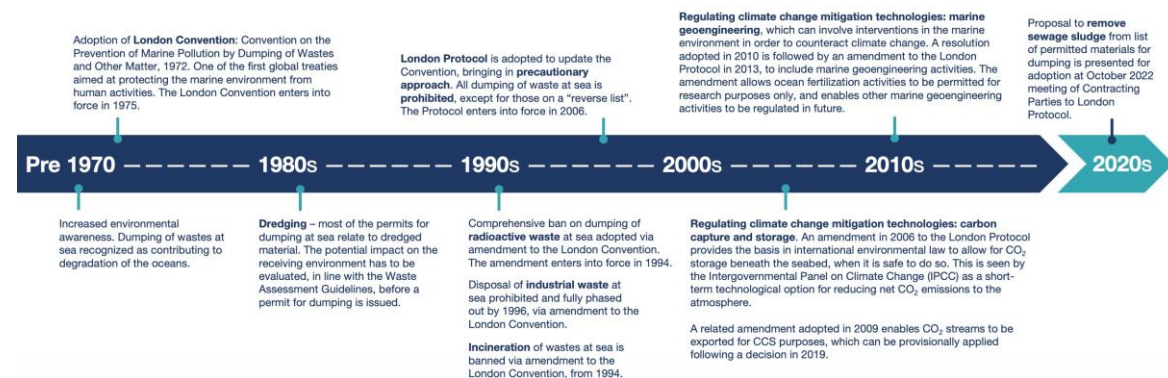 Adoption of London Convention: Convention on the
Prevention of Marine Pollution by Dumping of Wastes
and Other Matter, 1972. One of the first global treaties
aimed at protecting the marine environment from
human activities. The London Convention enters into
force in 1975.
London Protocol is adopted to update the
Convention, bringing in precautionary
approach. All dumping of waste at sea is
prohibited, except for those on a “reverse list”.
The Protocol enters into force in 2006.
Regulating climate change mitigation technologies: marine
geoengineering, which can involve interventions in the marine
environment in order to counteract climate change. A resolution
adopted in 2010 is followed by an amendment to the London
Protocol in 2013, to include marine geoengineering activities. The
amendment allows ocean fertilization activities to be permitted for
research purposes only, and enables other marine geoengineering
activities to be regulated in future.
Proposal to remove
sewage sludge from list
of permitted materials for
dumping is presented for
adoption at October 2022
meeting of Contracting
Parties to London
Protocol.
Pre 1970 1980s 1990s 2000s 2010s 2020s
Increased environmental
awareness. Dumping of wastes at
sea recognized as contributing to
degradation of the oceans.
Dredging – most of the permits for
dumping at sea relate to dredged
material. The potential impact on the
receiving environment has to be
evaluated, in line with the Waste
Assessment Guidelines, before a
permit for dumping is issued.
Comprehensive ban on dumping of
radioactive waste at sea adopted via
amendment to the London Convention.
The amendment enters into force in 1994.
Disposal of industrial waste at
sea prohibited and fully phased
out by 1996, via amendment to the
London Convention.
Incineration of wastes at sea is
banned via amendment to the
London Convention, from 1994.
Regulating climate change mitigation technologies: carbon
capture and storage. An amendment in 2006 to the London Protocol
provides the basis in international environmental law to allow for CO₂
storage beneath the seabed, when it is safe to do so. This is seen by
the Intergovernmental Panel on Climate Change (IPCC) as a short-
term technological option for reducing net CO₂ emissions to the
atmosphere.
A related amendment adopted in 2009 enables CO₂ streams to be
exported for CCS purposes, which can be provisionally applied
following a decision in 2019.